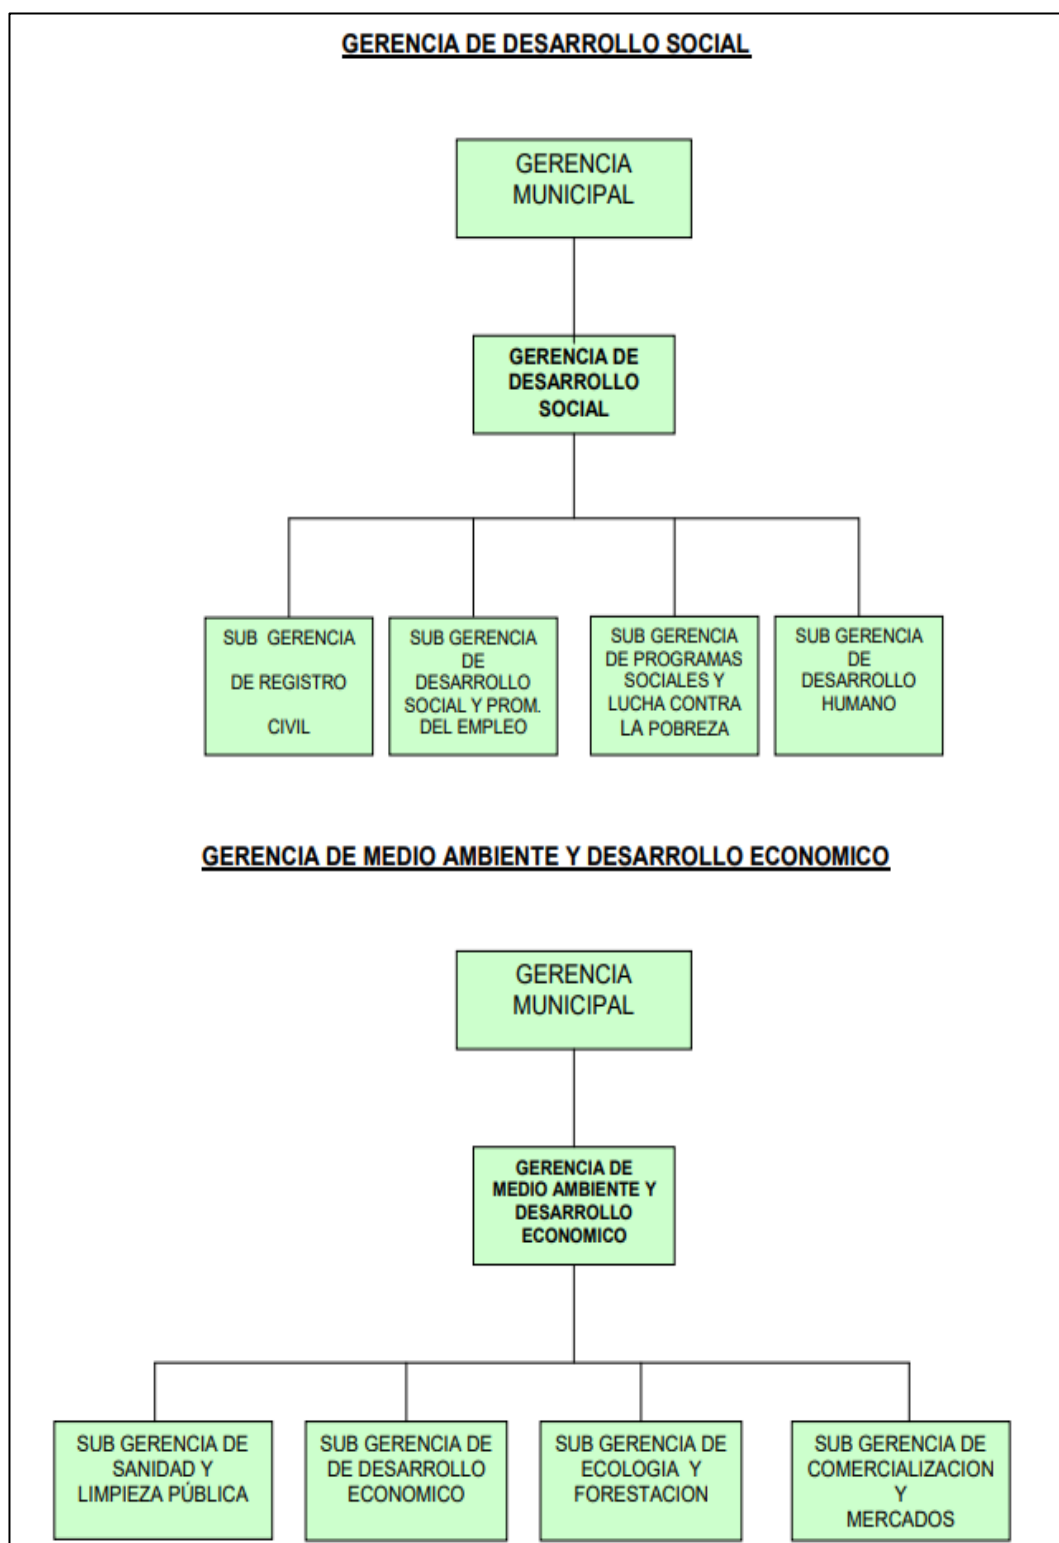 GERENCIA DE DESARROLLO SOCIAL
GERENCIA
MUNICIPAL
GERENCIA DE
DESARROLLO
SOCIAL
SUB GERENCIA
DE REGISTRO
CIVIL
SUB GERENCIA
DE
DESARROLLO
SOCIAL Y PROM.
DEL EMPLEO
SUB GERENCIA
DE PROGRAMAS
SOCIALES Y
LUCHA CONTRA
LA POBREZA
SUB GERENCIA
DE
DESARROLLO
HUMANO
GERENCIA DE MEDIO AMBIENTE Y DESARROLLO ECONOMICO
GERENCIA
MUNICIPAL
GERENCIA DE
MEDIO AMBIENTE Y
DESARROLLO
ECONOMICO
SUB GERENCIA DE
SANIDAD Y
LIMPIEZA PÚBLICA
SUB GERENCIA DE
DE DESARROLLO
ECONOMICO
SUB GERENCIA DE
ECOLOGIA Y
FORESTACION
SUB GERENCIA DE
COMERCIALIZACION
Y
MERCADOS